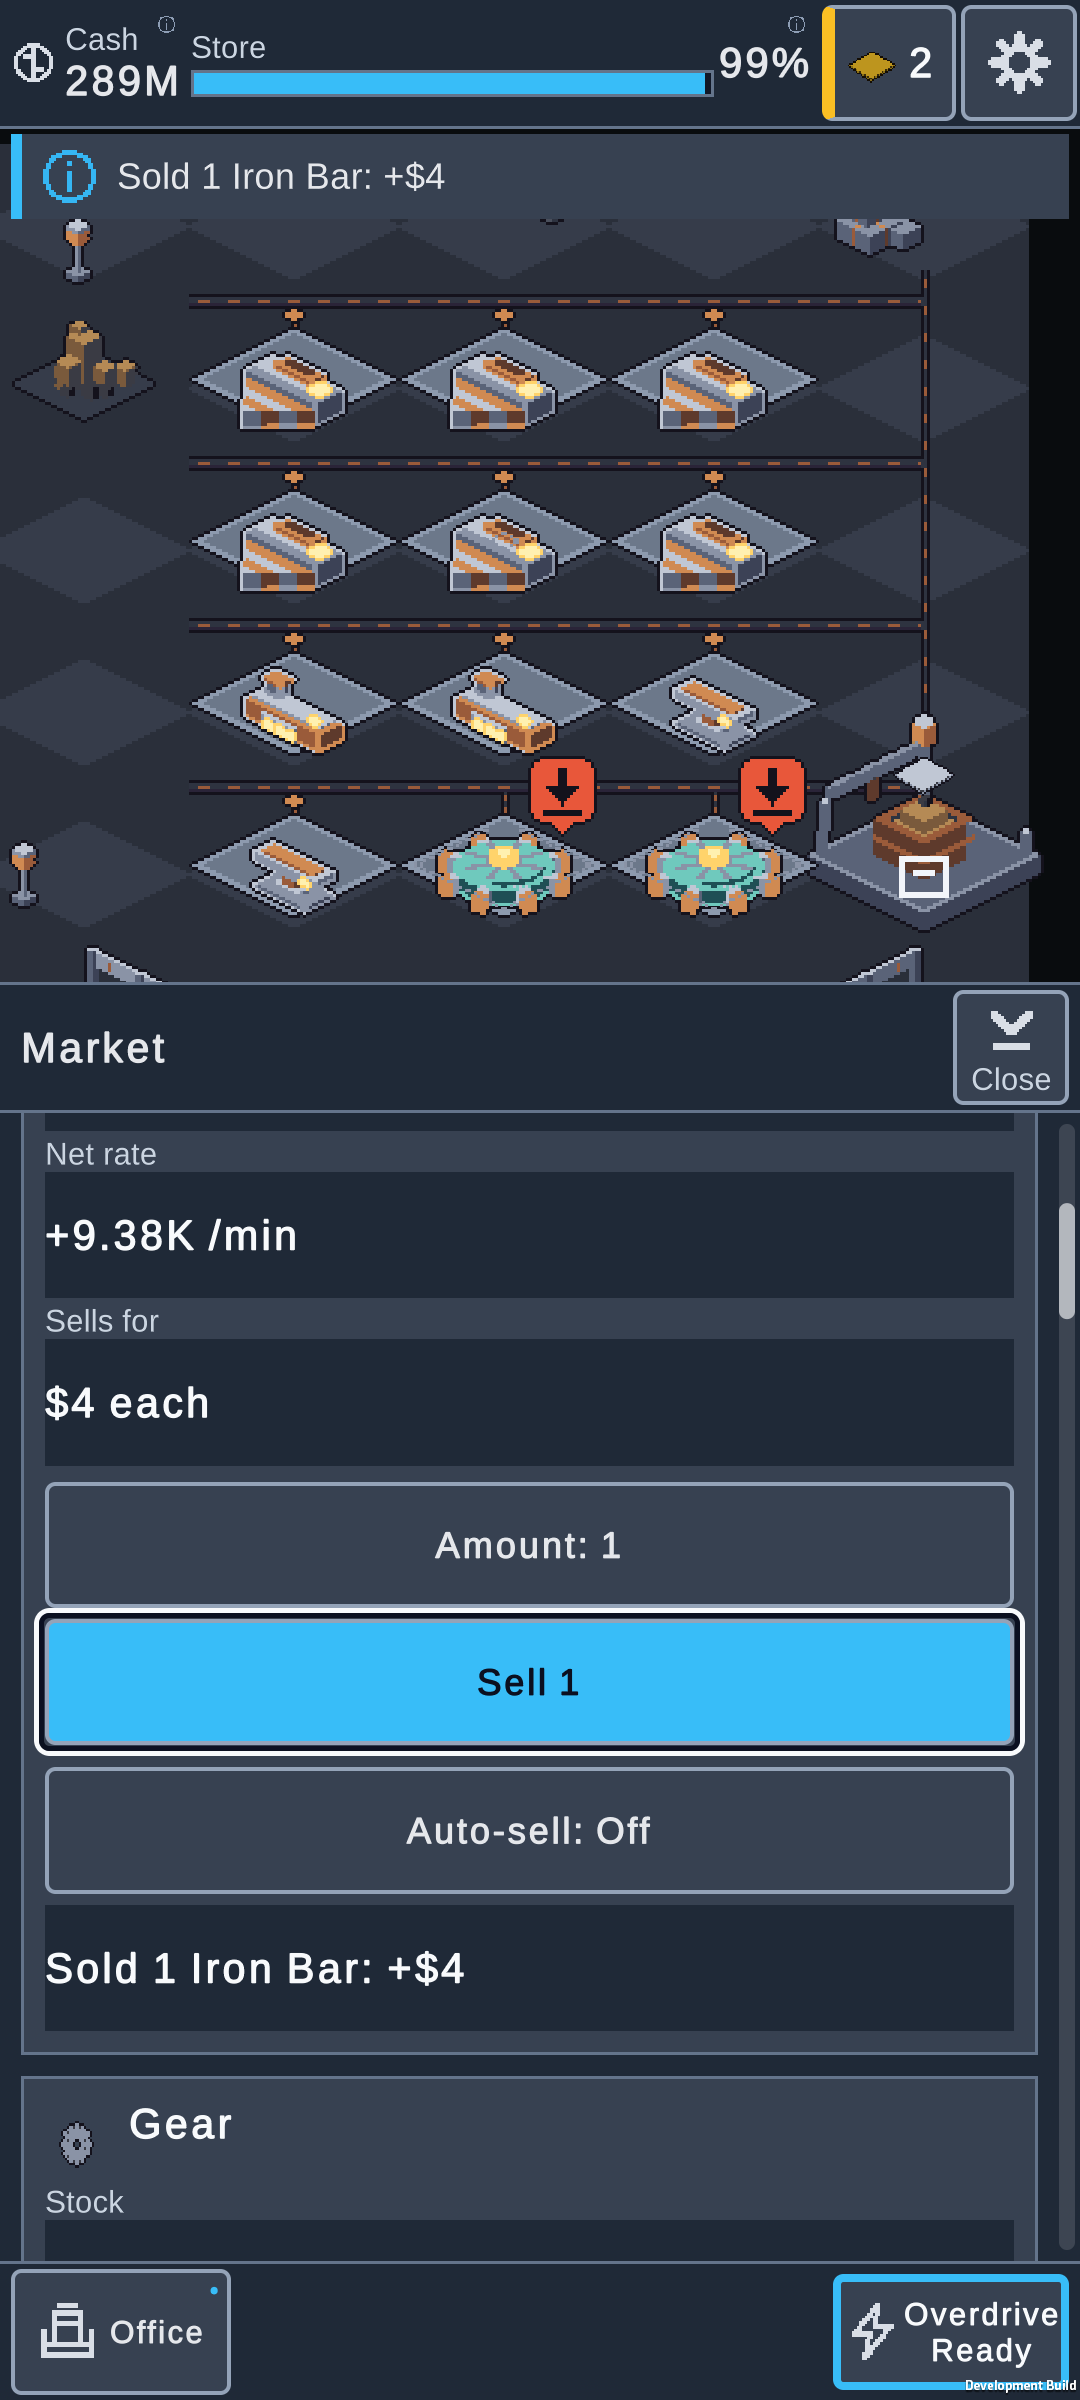 Cash
289M
Store
99%
2
Sold 1 Iron Bar: +$4
Market
Close
Net rate
+9.38K /min
Sells for
$4 each
Amount: 1
Sell 1
Auto-sell: Off
Sold 1 Iron Bar: +$4
Gear
Stock
Office
Overdrive
Ready
Development Build